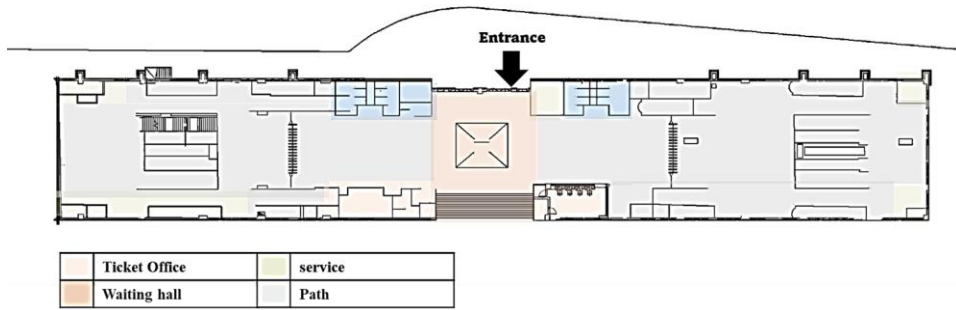 Entrance
Ticket Office
service
Waiting hall
Path